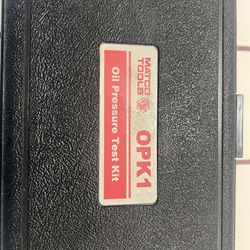 MATCO
TOOLS
OPK1
Oil Pressure Test Kit